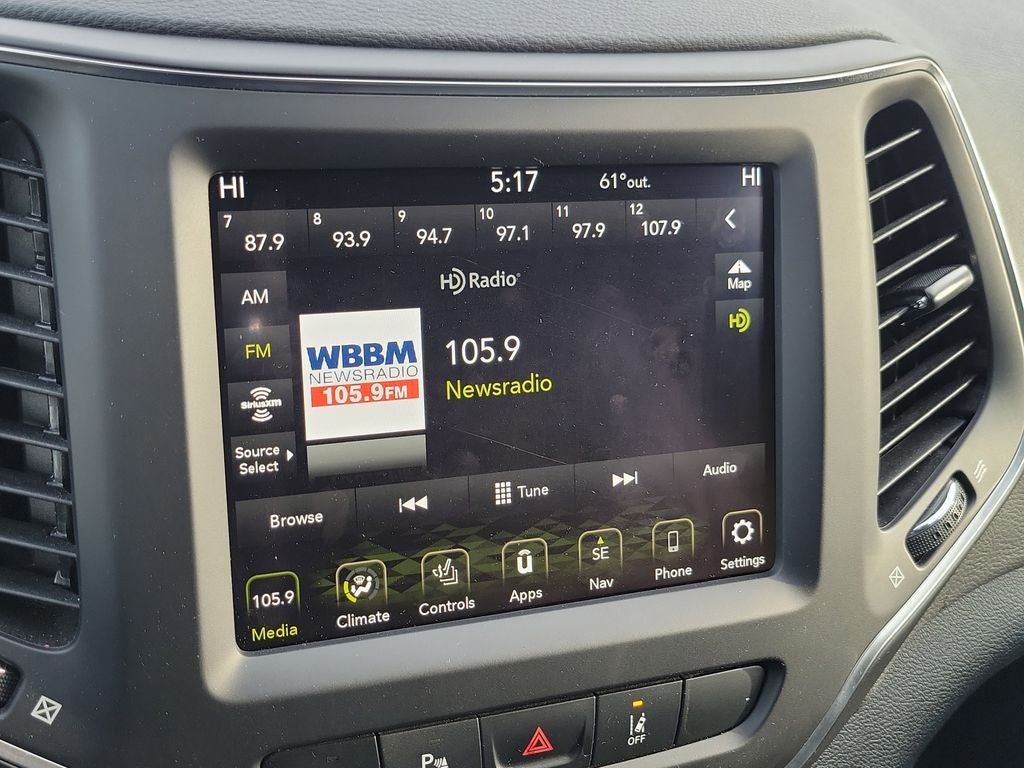 HI 5:17 61° out. HI
7 8 9 10 11 12
87.9 93.9 94.7 97.1 97.9 107.9
HD Radio®
Map
AM
HD
FM
WBBM
NEWSRADIO
105.9FM
105.9
Newsradio
SiriusXM
Source
Select
Browse
Tune
Audio
105.9
Media
Climate
Controls
u
Apps
SE
Nav
Phone
Settings
P
OFF